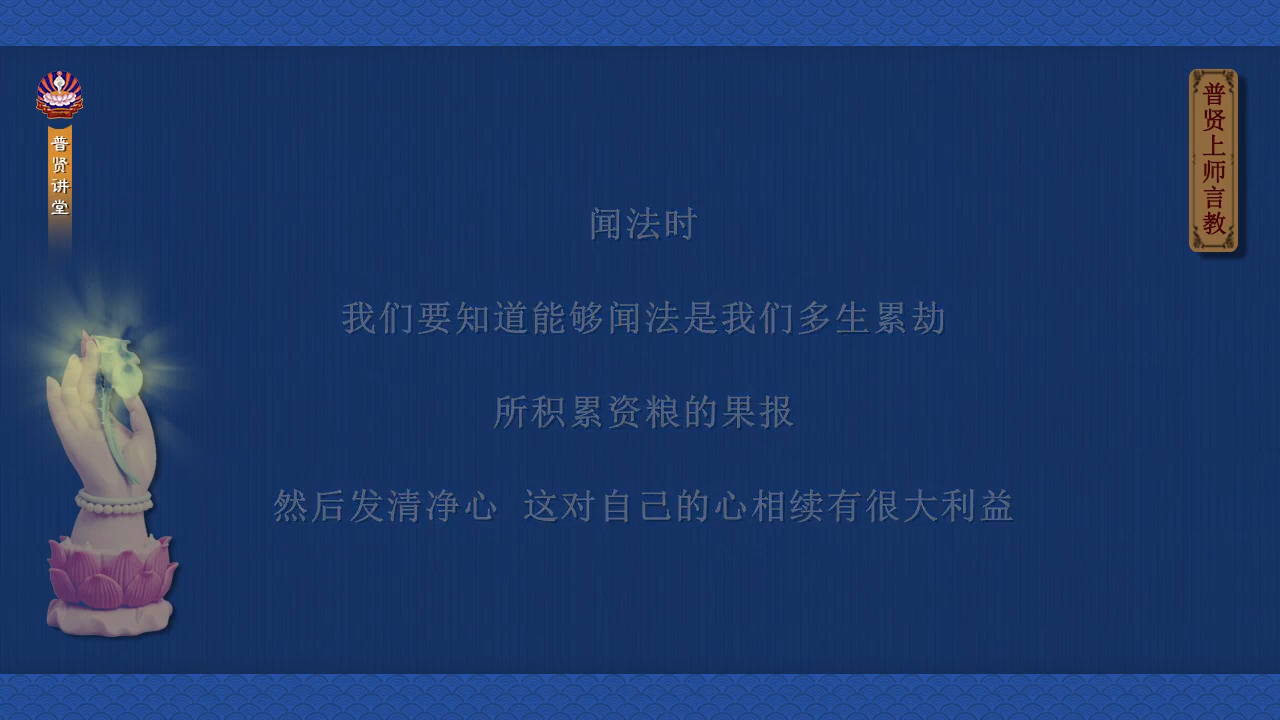 普贤讲堂
普贤上师言教
闻法时
我们要知道能够闻法是我们多生累劫
所积累资粮的果报
然后发清净心 这对自己的心相续有很大利益